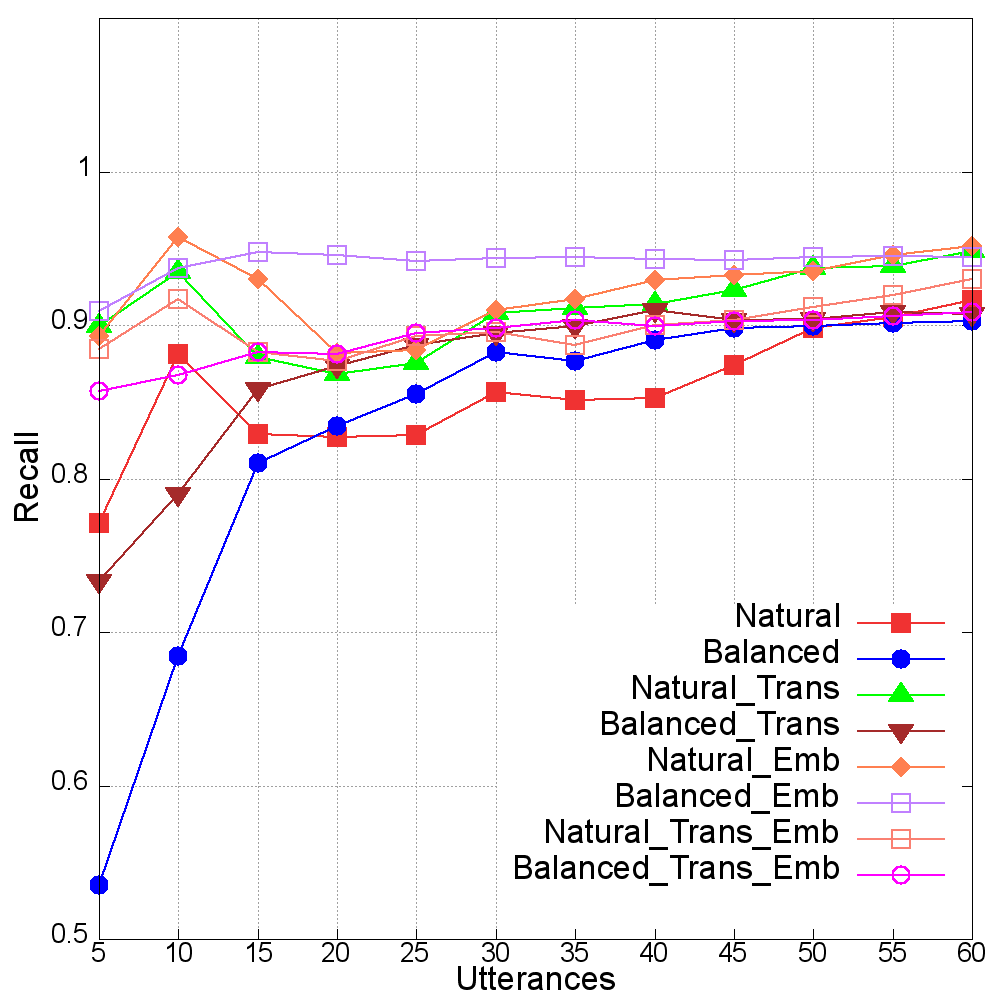 1
0.9
0.8
0.7
0.6
0.5
Recall
Natural
Balanced
Natural_Trans
Balanced_Trans
Natural_Emb
Balanced_Emb
Natural_Trans_Emb
Balanced_Trans_Emb
5 10 15 20 25 30 35 40 45 50 55 60
Utterances